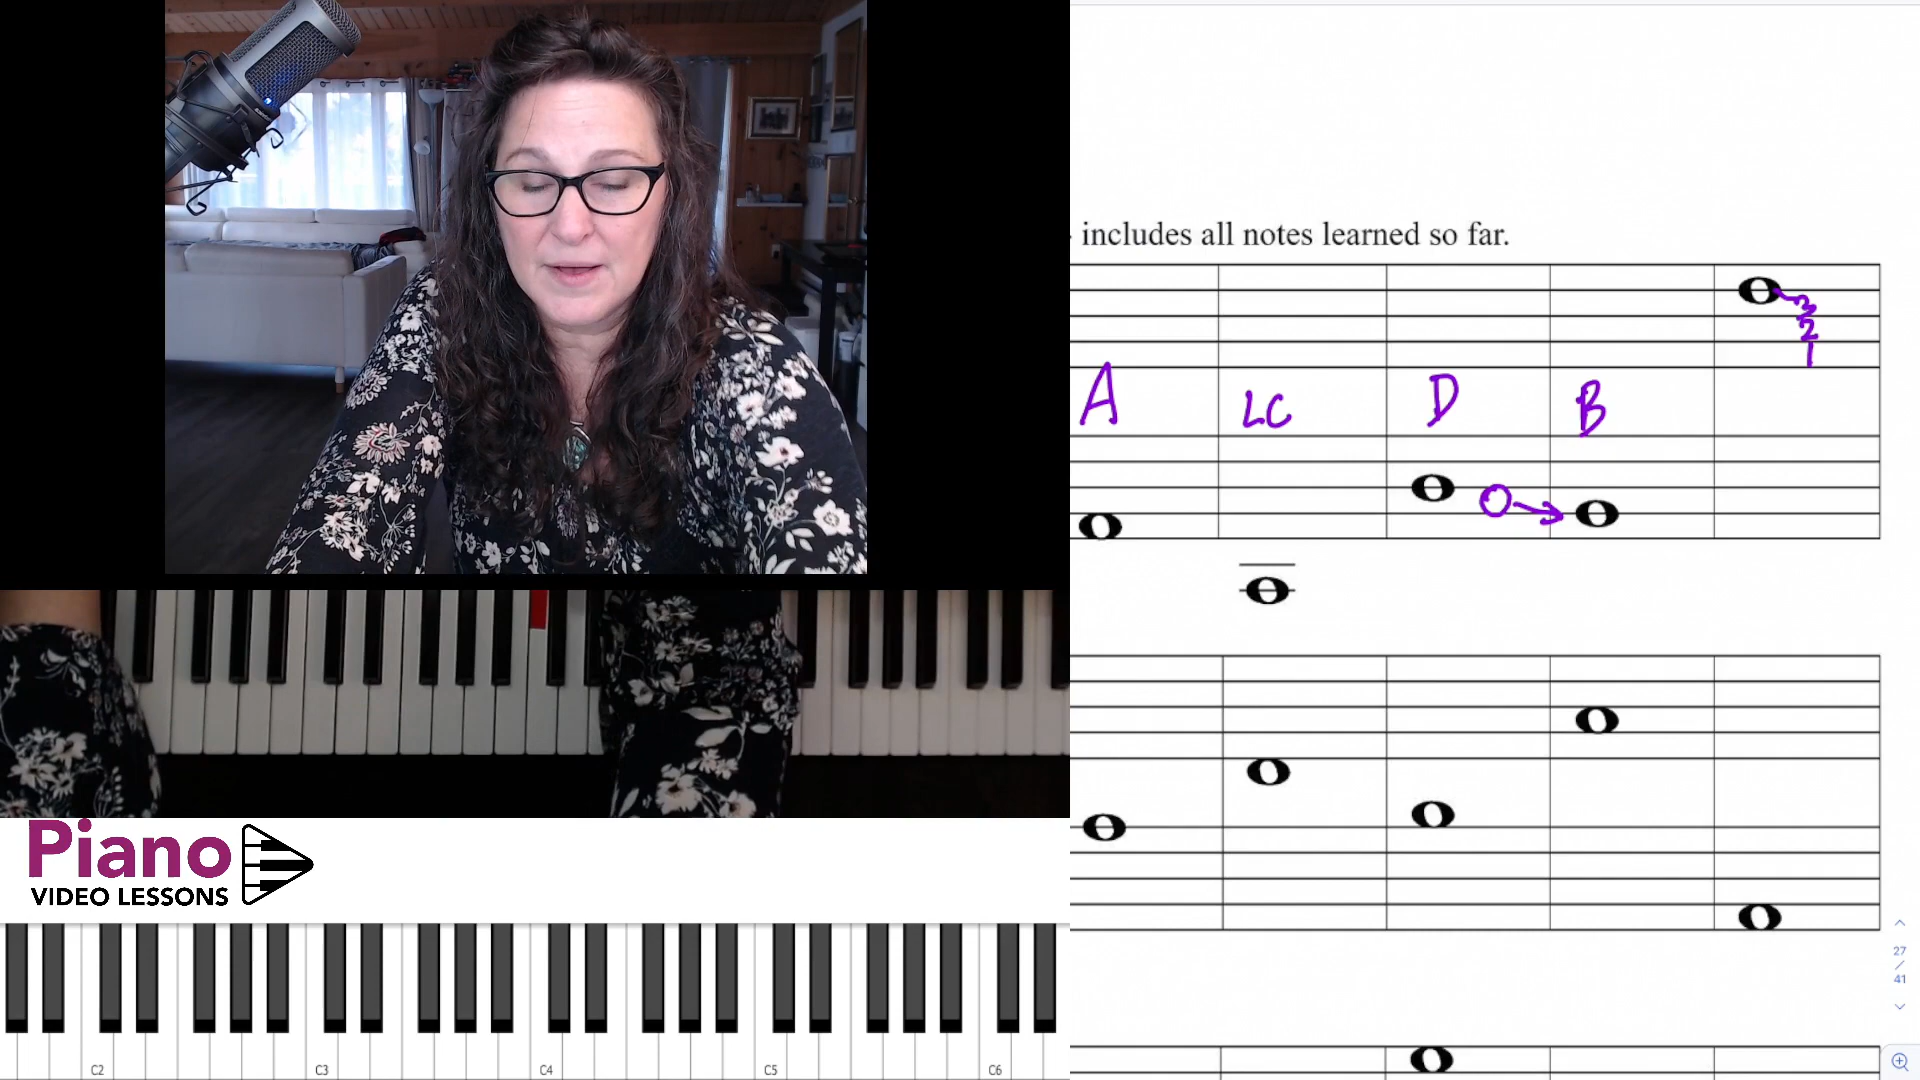 includes all notes learned so far.
3
2
1
A LC D B
Piano
VIDEO LESSONS
C2 C3 C4 C5 C6
27
/
41